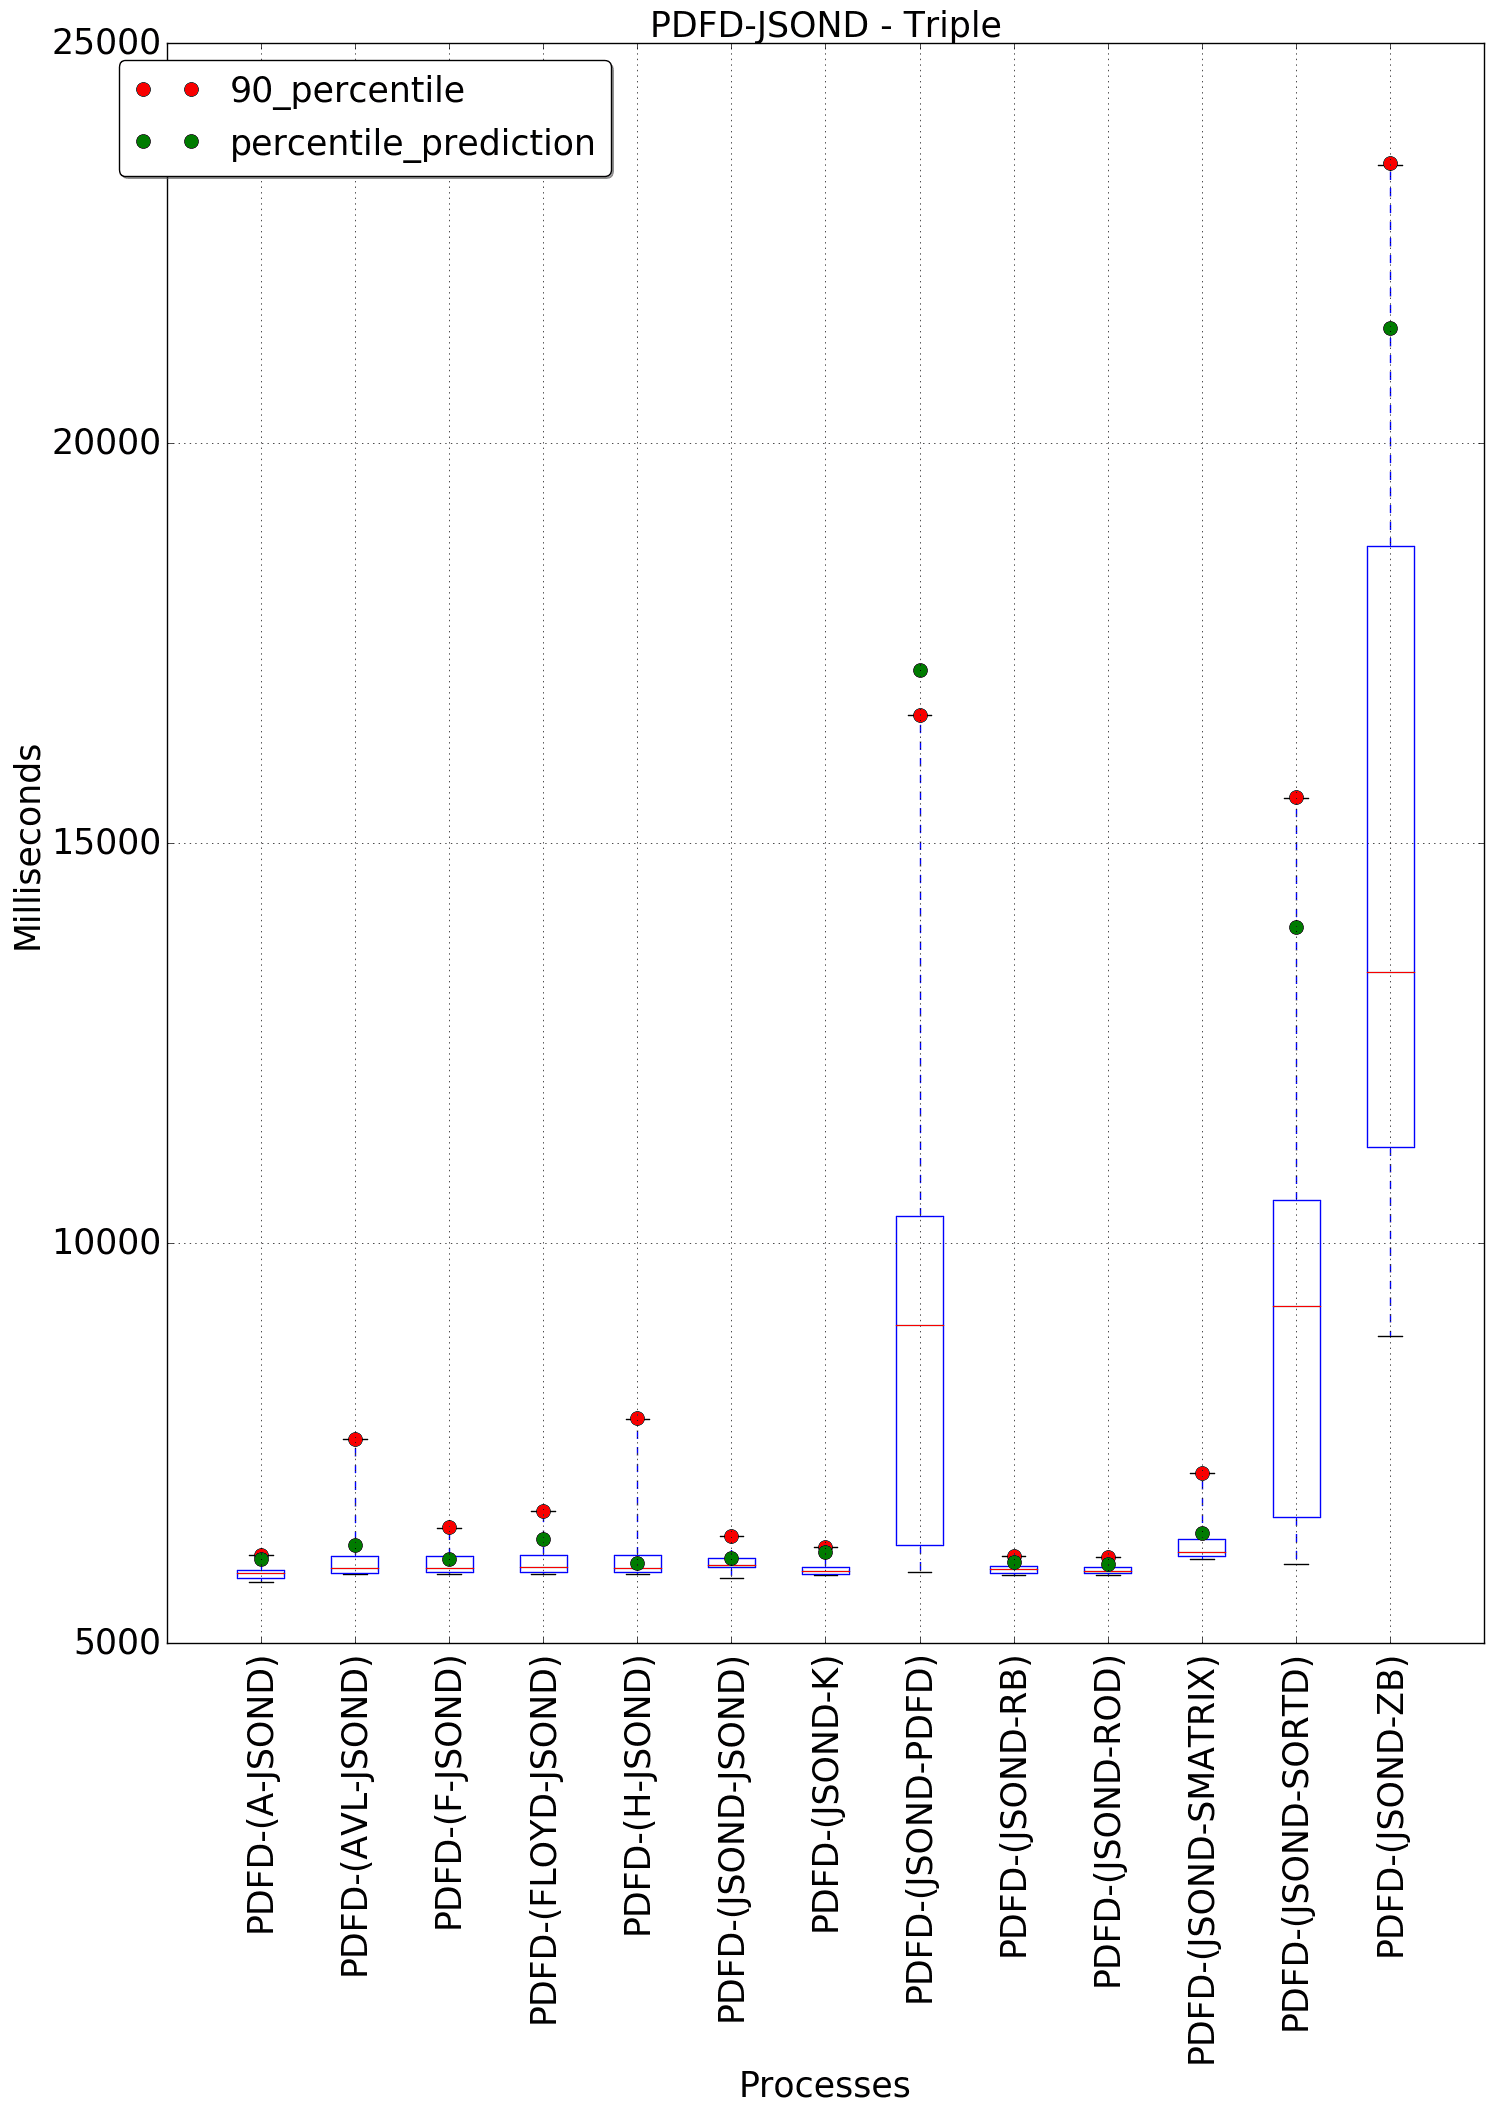 PDFD-JSOND - Triple
90_percentile
percentile_prediction
25000
20000
15000
10000
5000
Milliseconds
PDFD-(A-JSOND)
PDFD-(AVL-JSOND)
PDFD-(F-JSOND)
PDFD-(FLOYD-JSOND)
PDFD-(H-JSOND)
PDFD-(JSOND-JSOND)
PDFD-(JSOND-K)
PDFD-(JSOND-PDFD)
PDFD-(JSOND-RB)
PDFD-(JSOND-ROD)
PDFD-(JSOND-SMATRIX)
PDFD-(JSOND-SORTD)
PDFD-(JSOND-ZB)
Processes